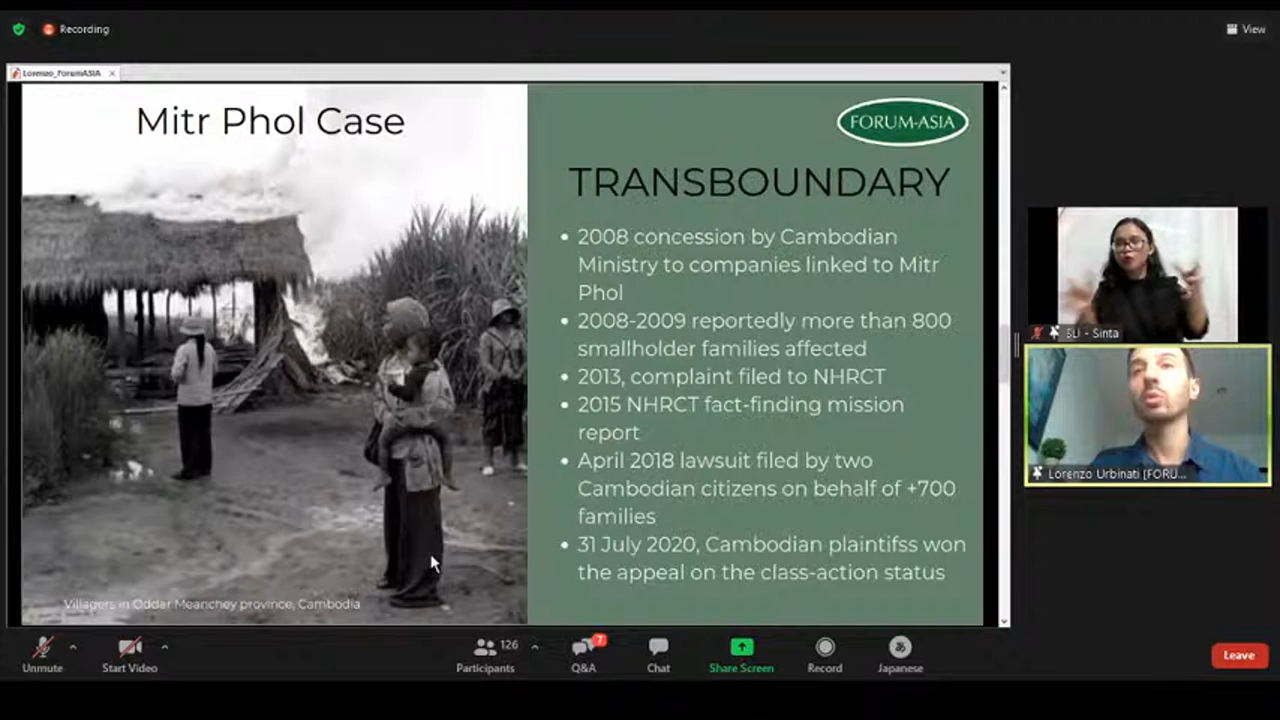 Recording
View
Lorenzo_ForumASIA
Mitr Phol Case
FORUM-ASIA
TRANSBOUNDARY
• 2008 concession by Cambodian
Ministry to companies linked to Mitr
Phol
• 2008-2009 reportedly more than 800
smallholder families affected
• 2013, complaint filed to NHRCT
• 2015 NHRCT fact-finding mission
report
• April 2018 lawsuit filed by two
Cambodian citizens on behalf of +700
families
• 31 July 2020, Cambodian plaintifss won
the appeal on the class-action status
Villagers in Oddar Meanchey province, Cambodia
SLI - Sinta
Lorenzo Urbinati [FORU...
Unmute
Start Video
126
Participants
7
Q&A
Chat
Share Screen
Record
あ
Japanese
Leave